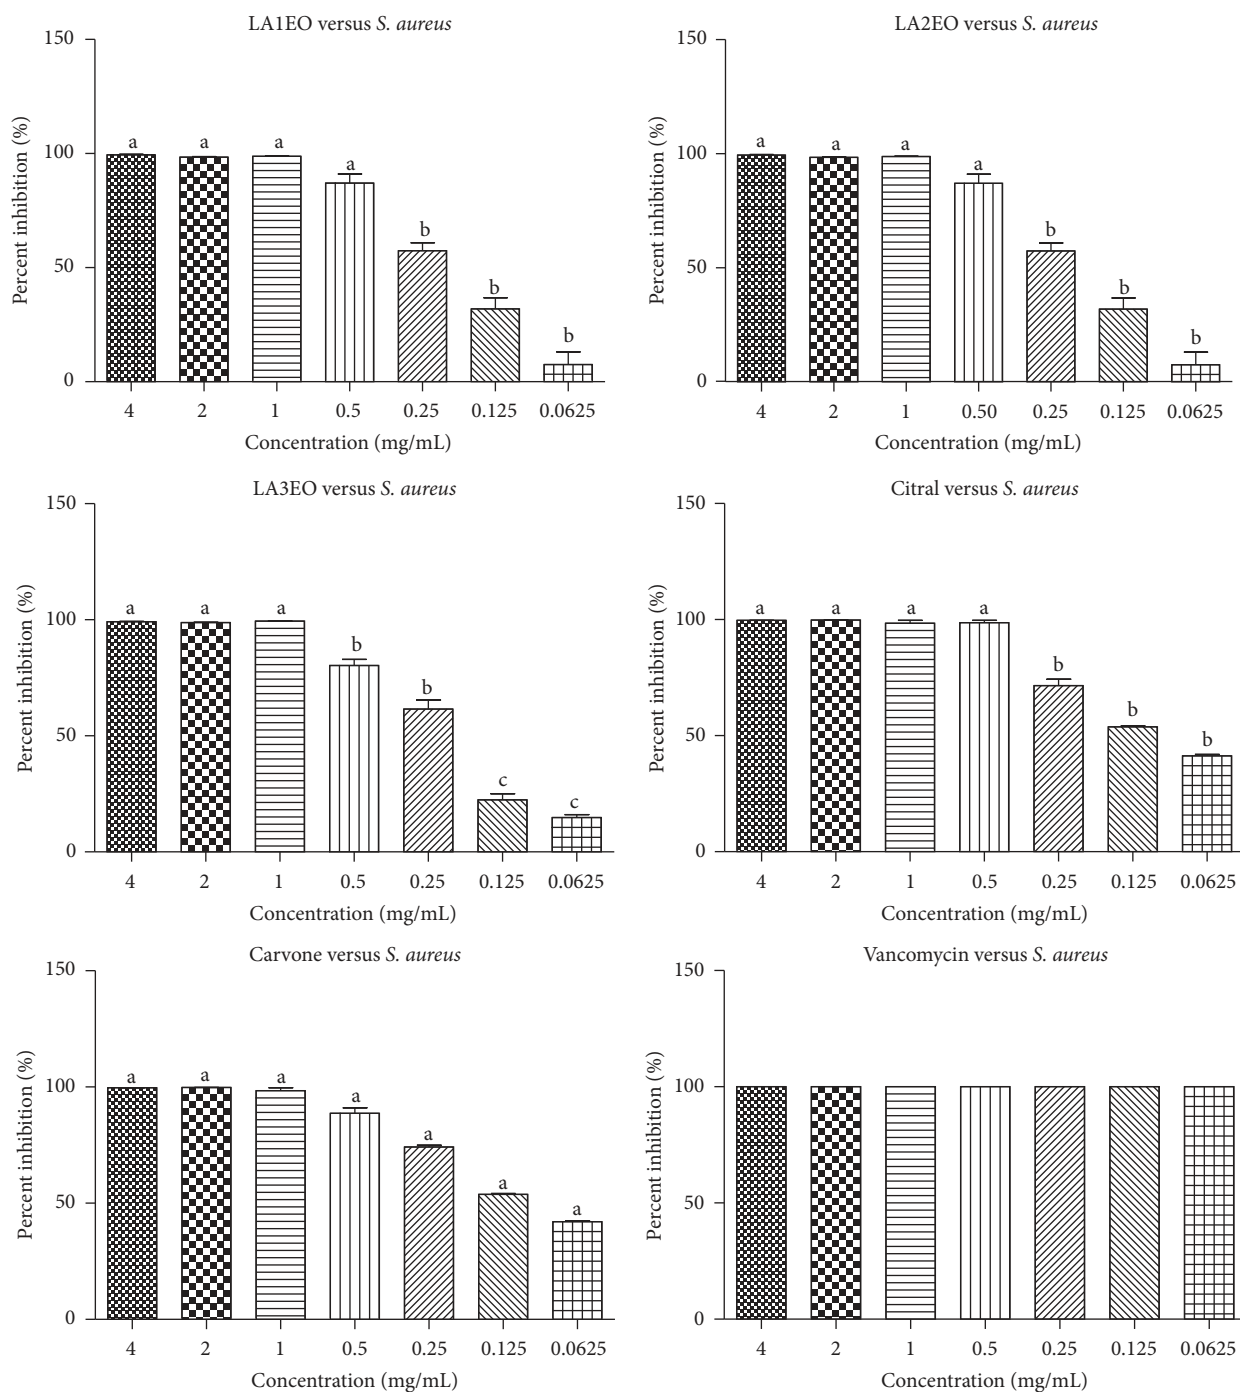 LA1EO versus S. aureus
150
100
50
0
Percent inhibition (%)
a
a
a
a
b
b
b
4 2 1 0.5 0.25 0.125 0.0625
Concentration (mg/mL)
LA2EO versus S. aureus
150
100
50
0
Percent inhibition (%)
a
a
a
a
b
b
b
4 2 1 0.50 0.25 0.125 0.0625
Concentration (mg/mL)
LA3EO versus S. aureus
150
100
50
0
Percent inhibition (%)
a
a
a
b
b
c
c
4 2 1 0.5 0.25 0.125 0.0625
Concentration (mg/mL)
Citral versus S. aureus
150
100
50
0
Percent inhibition (%)
a
a
a
a
b
b
b
4 2 1 0.5 0.25 0.125 0.0625
Concentration (mg/mL)
Carvone versus S. aureus
150
100
50
0
Percent inhibition (%)
a
a
a
a
a
a
a
4 2 1 0.5 0.25 0.125 0.0625
Concentration (mg/mL)
Vancomycin versus S. aureus
150
100
50
0
Percent inhibition (%)
4 2 1 0.5 0.25 0.125 0.0625
Concentration (mg/mL)